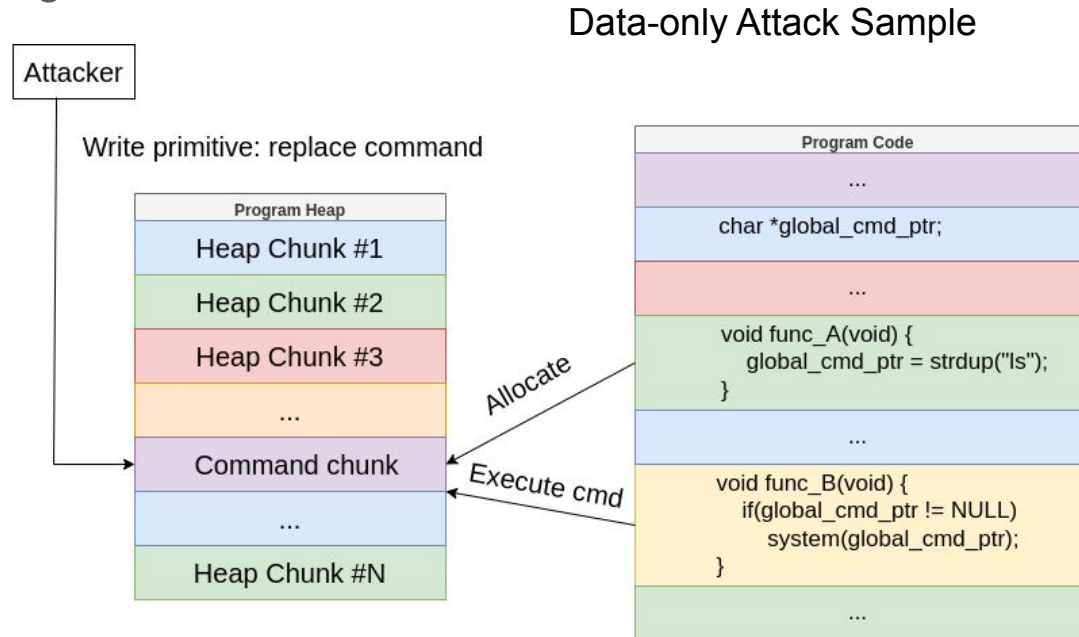 Data-only Attack Sample
Attacker
Write primitive: replace command
Program Heap
Heap Chunk #1
Heap Chunk #2
Heap Chunk #3
...
Command chunk
...
Heap Chunk #N
Allocate
Execute cmd
Program Code
...
char *global_cmd_ptr;
...
void func_A(void) {
global_cmd_ptr = strdup("ls");
}
...
void func_B(void) {
if(global_cmd_ptr != NULL)
system(global_cmd_ptr);
}
...